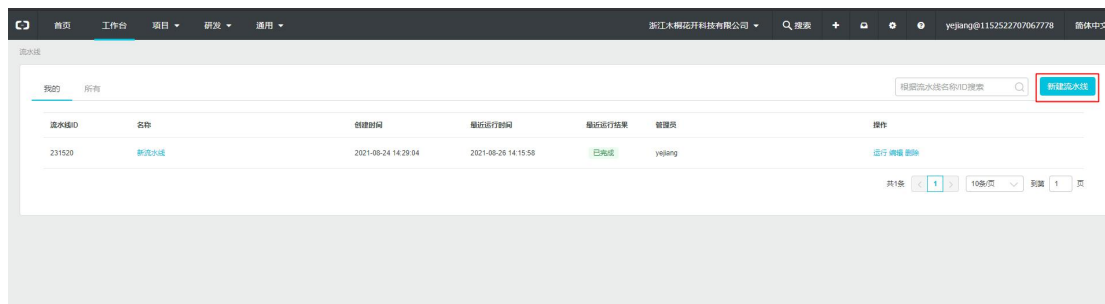 首页 工作台 项目 研发 通用 浙江木桐花开科技有限公司 搜索 yejiang@1152522707067778 简体中文
流水线
我的 所有 根据流水线名称/ID搜索 新建流水线
流水线ID 名称 创建时间 最近运行时间 最近运行结果 管理员 操作
231520 新流水线 2021-08-24 14:29:04 2021-08-26 14:15:58 已完成 yejiang 运行 编辑 删除
共1条 < 1 > 10条/页 到第 1 页